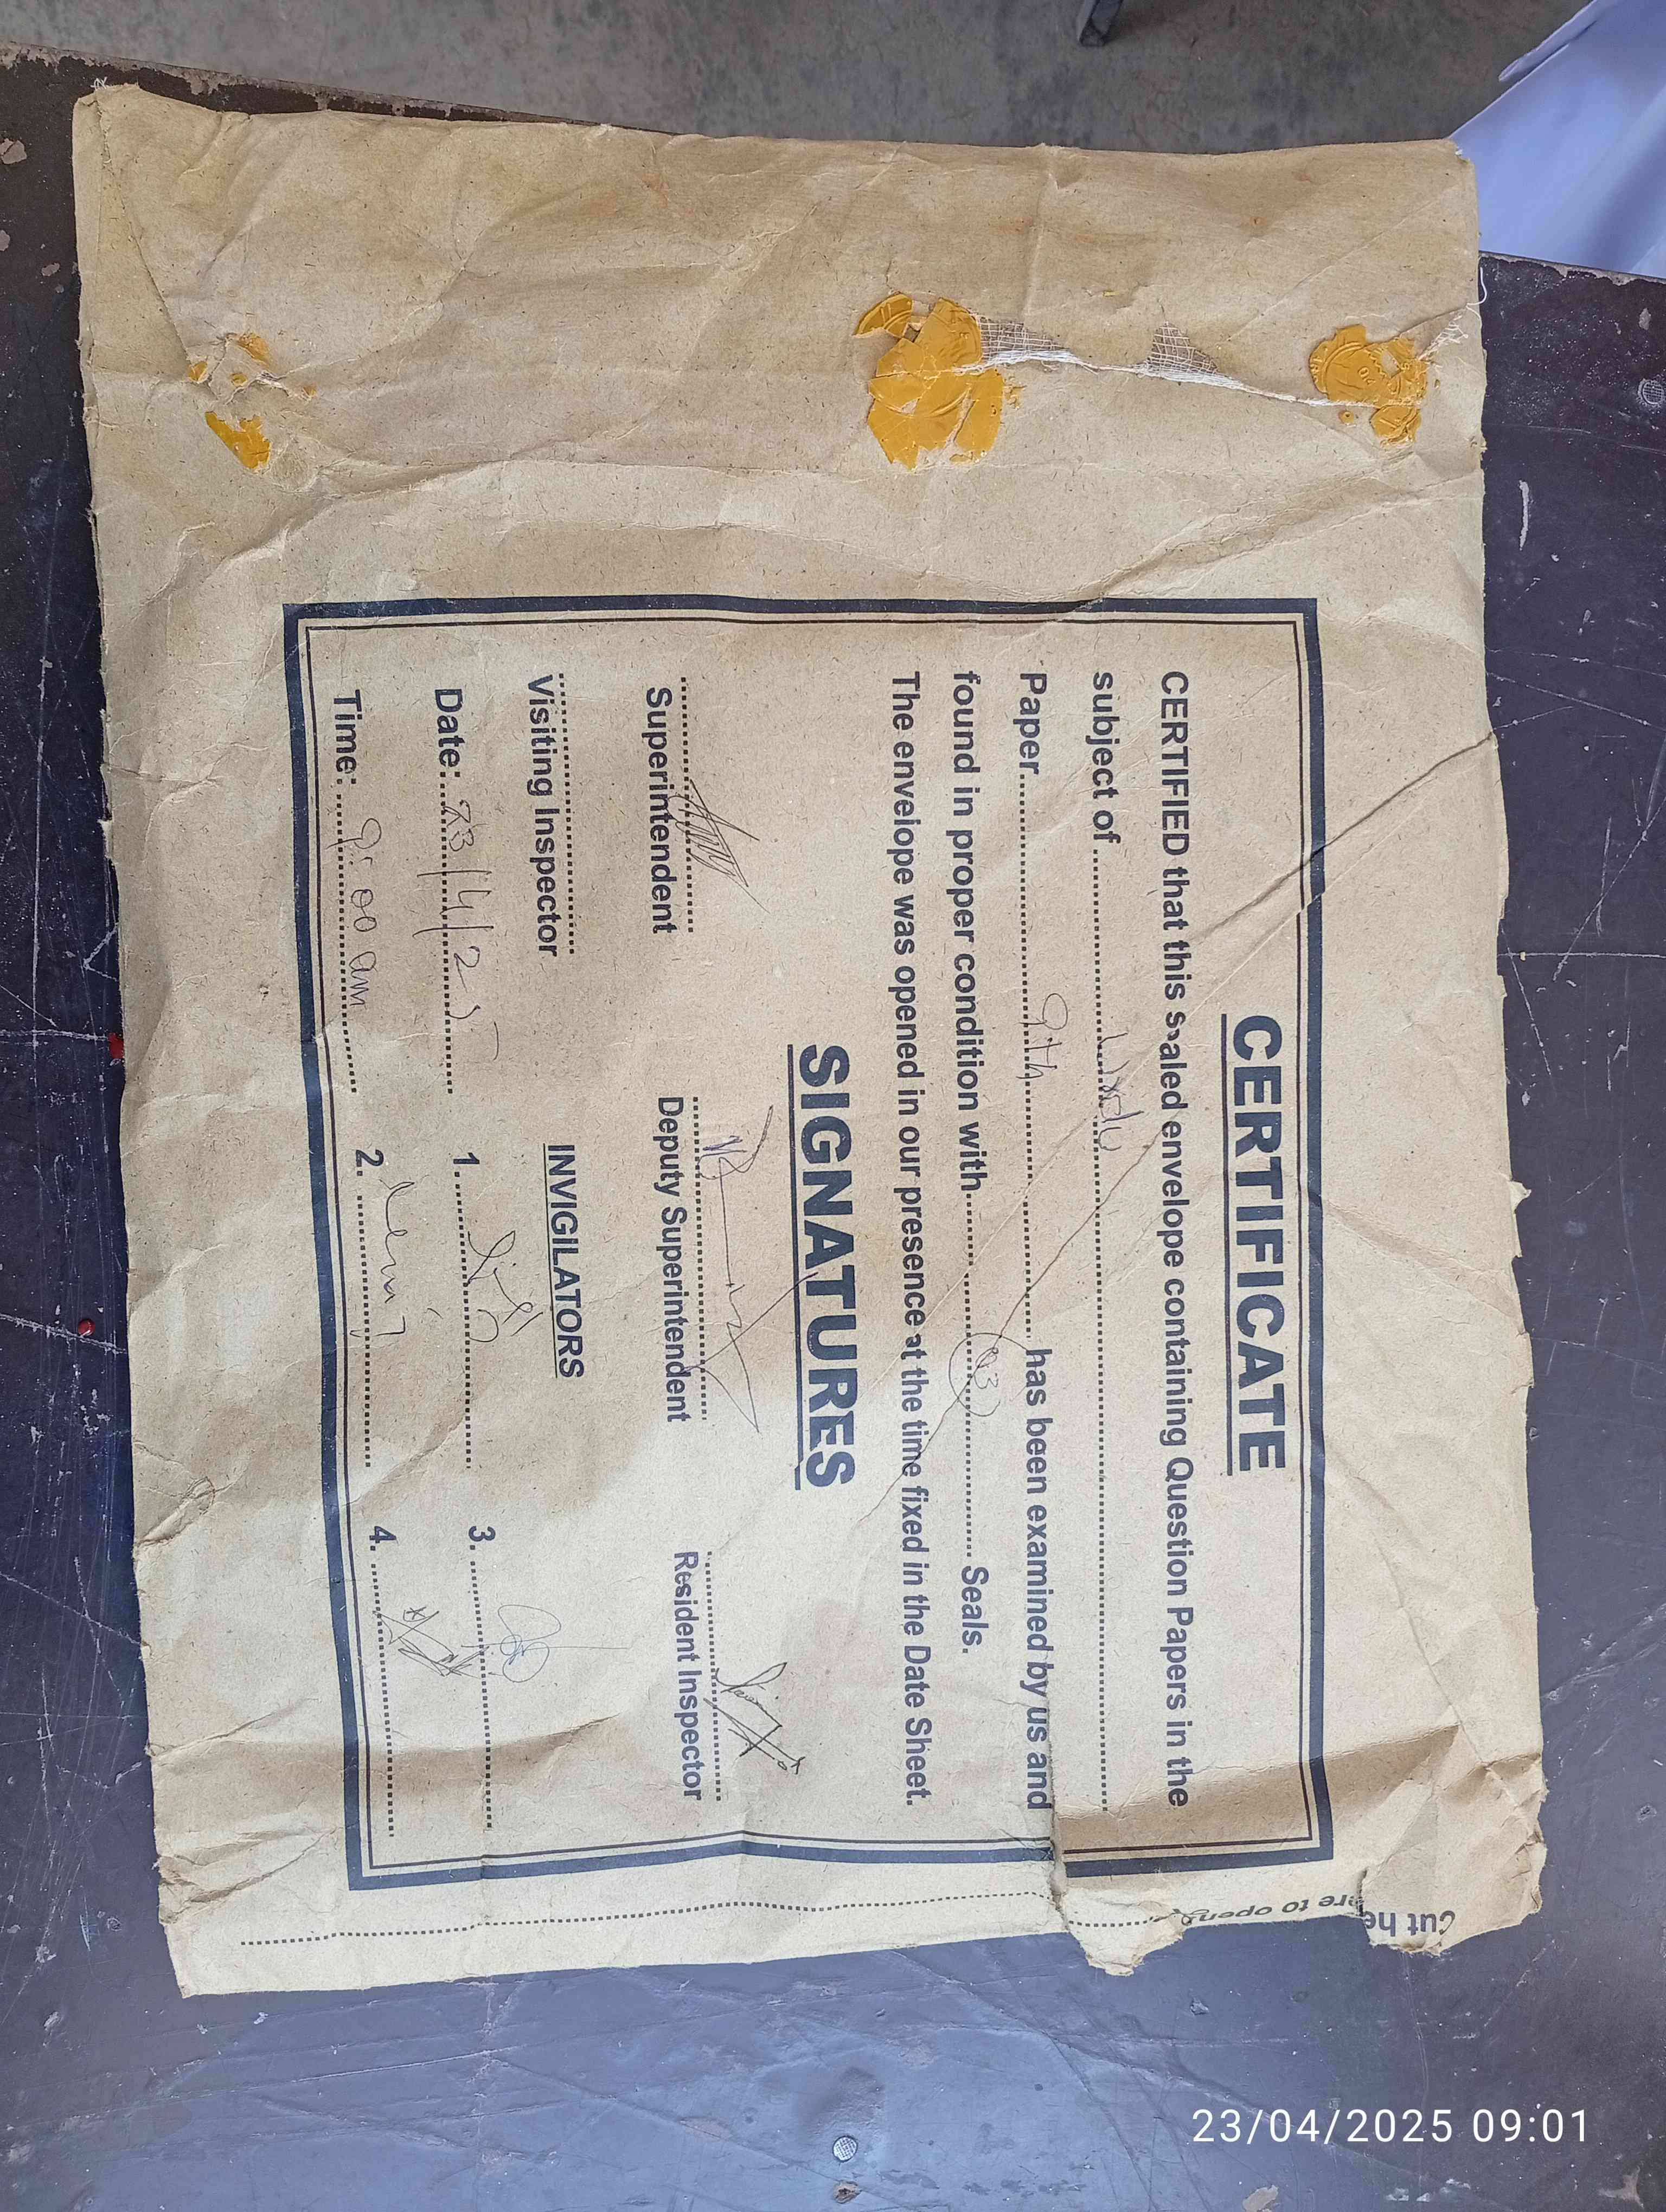 CERTIFICATE
CERTIFIED that this sealed envelope containing Question Papers in the
subject of ........ Urdu ........
Paper ........ 9th ........ has been examined by us and
found in proper condition with ........ 03 ........ Seals.
The envelope was opened in our presence at the time fixed in the Date Sheet.
SIGNATURES
Superintendent Deputy Superintendent Resident Inspector
Visiting Inspector
INVIGILATORS
Date: 23/4/25 1. 3.
Time: 9:00 am 2. 4.
Cut here to open
23/04/2025 09:01